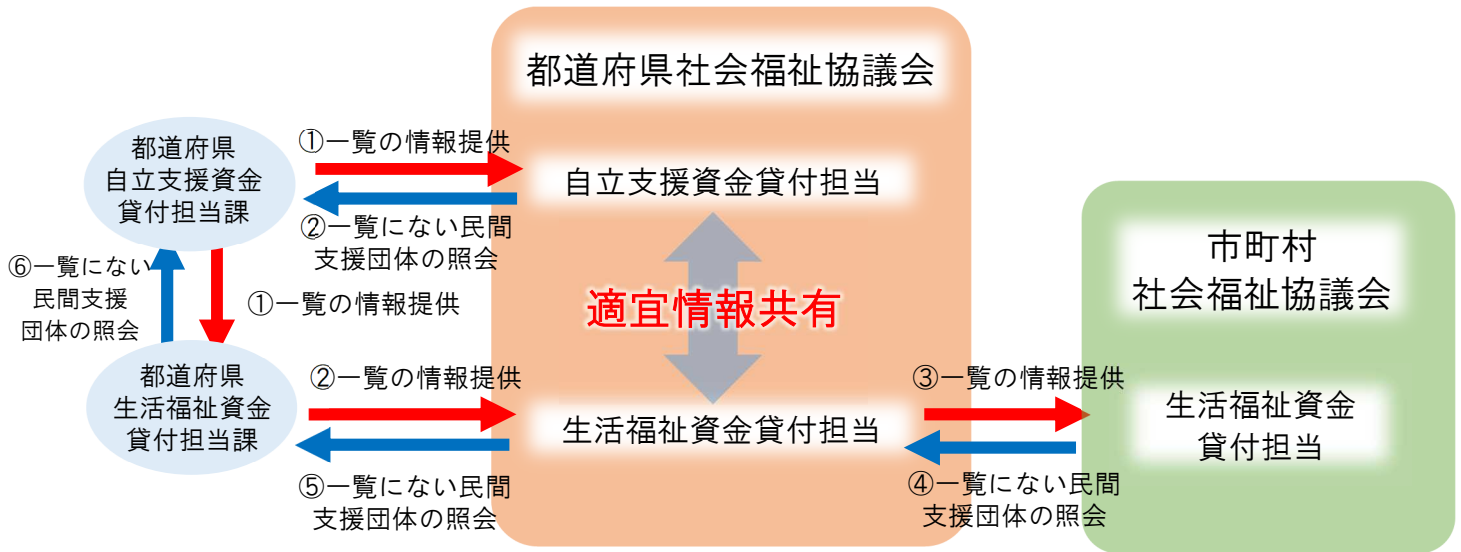 都道府県社会福祉協議会
①一覧の情報提供
都道府県
自立支援資金
貸付担当課
自立支援資金貸付担当
②一覧にない民間
支援団体の照会
⑥一覧にない
民間支援
団体の照会
①一覧の情報提供
適宜情報共有
市町村
社会福祉協議会
都道府県
生活福祉資金
貸付担当課
②一覧の情報提供
生活福祉資金貸付担当
③一覧の情報提供
生活福祉資金
貸付担当
⑤一覧にない民間
支援団体の照会
④一覧にない民間
支援団体の照会